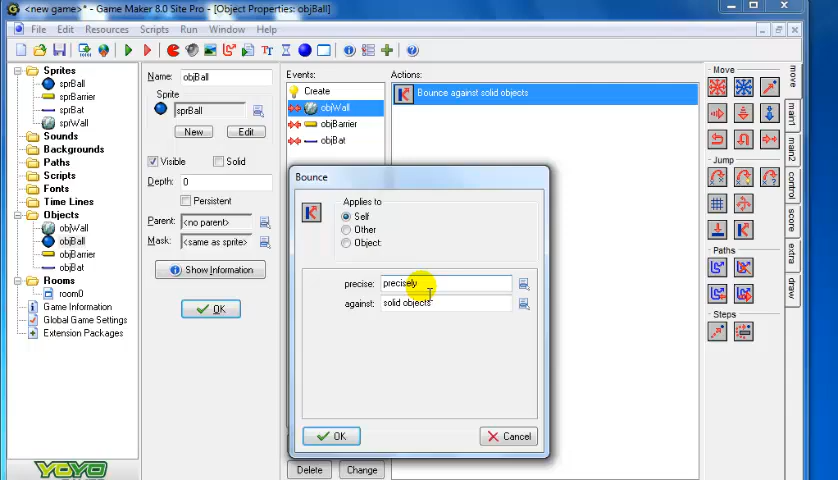 <new game>* - Game Maker 8.0 Site Pro - [Object Properties: objBall]
File Edit Resources Scripts Run Window Help
Sprites
sprBall
sprBarrier
sprBat
sprWall
Sounds
Backgrounds
Paths
Scripts
Fonts
Time Lines
Objects
objWall
objBall
objBarrier
objBat
Rooms
room0
Game Information
Global Game Settings
Extension Packages
YOYO
Name: objBall
Sprite
sprBall
New Edit
Visible Solid
Depth: 0
Persistent
Parent: <no parent>
Mask: <same as sprite>
Show Information
OK
Events:
Create
objWall
objBarrier
objBat
Delete Change
Actions:
Bounce against solid objects
Bounce
Applies to
Self
Other
Object
precise: precisely
against: solid objects
OK Cancel
Move
Jump
Paths
Steps
move
main1
main2
control
score
extra
draw